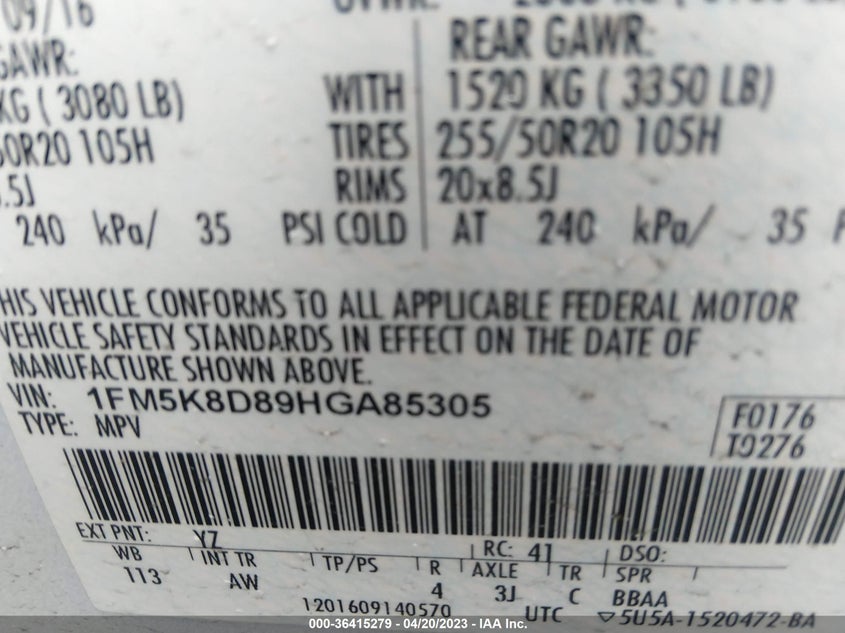 09/16
REAR GAWR:
GAWR:
KG ( 3080 LB) WITH 1520 KG ( 3350 LB)
50R20 105H TIRES 255/50R20 105H
.5J RIMS 20x8.5J
240 kPa/ 35 PSI COLD AT 240 kPa/ 35
HIS VEHICLE CONFORMS TO ALL APPLICABLE FEDERAL MOTOR
VEHICLE SAFETY STANDARDS IN EFFECT ON THE DATE OF
MANUFACTURE SHOWN ABOVE.
VIN: 1FM5K8D89HGA85305
TYPE: MPV
F0176
T9276
EXT PNT: YZ RC: 41 DSO:
WB INT TR TP/PS R AXLE TR SPR
113 AW 4 3J C BBAA
1201609140570 UTC ▽5U5A-1520472-BA
000-36415279 - 04/20/2023 - IAA Inc.